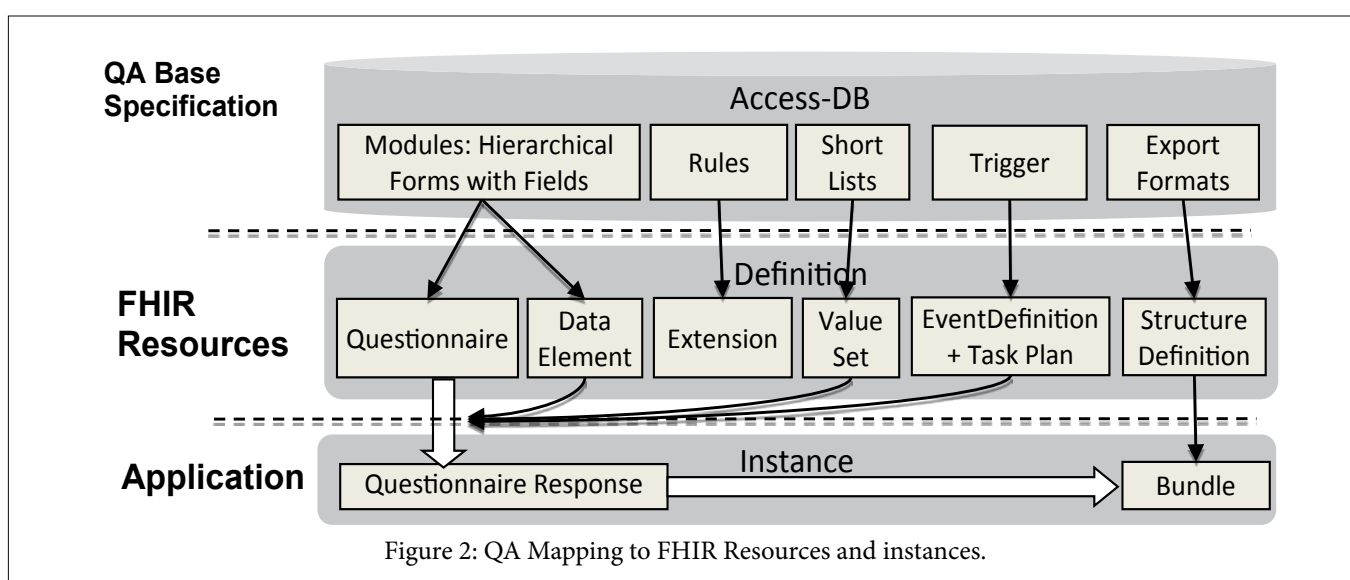 QA Base
Specification
Access-DB
Modules: Hierarchical
Forms with Fields
Rules
Short
Lists
Trigger
Export
Formats
FHIR
Resources
Definition
Questionnaire
Data
Element
Extension
Value
Set
EventDefinition
+ Task Plan
Structure
Definition
Application
Instance
Questionnaire Response
Bundle
Figure 2: QA Mapping to FHIR Resources and instances.